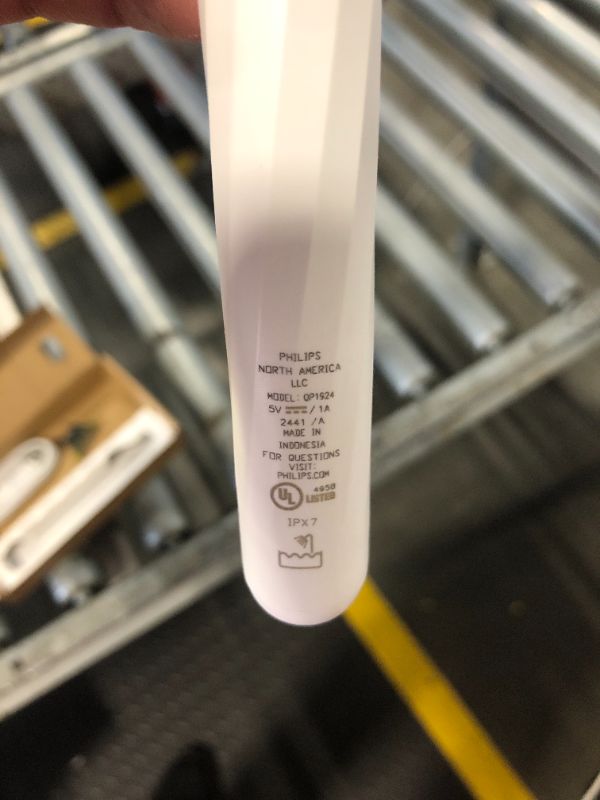 PHILIPS
NORTH AMERICA
LLC
MODEL: QP1924
5V ⎓ / 1A
2441 /A
MADE IN
INDONESIA
FOR QUESTIONS
VISIT:
PHILIPS.COM
UL 4958
LISTED
IPX7